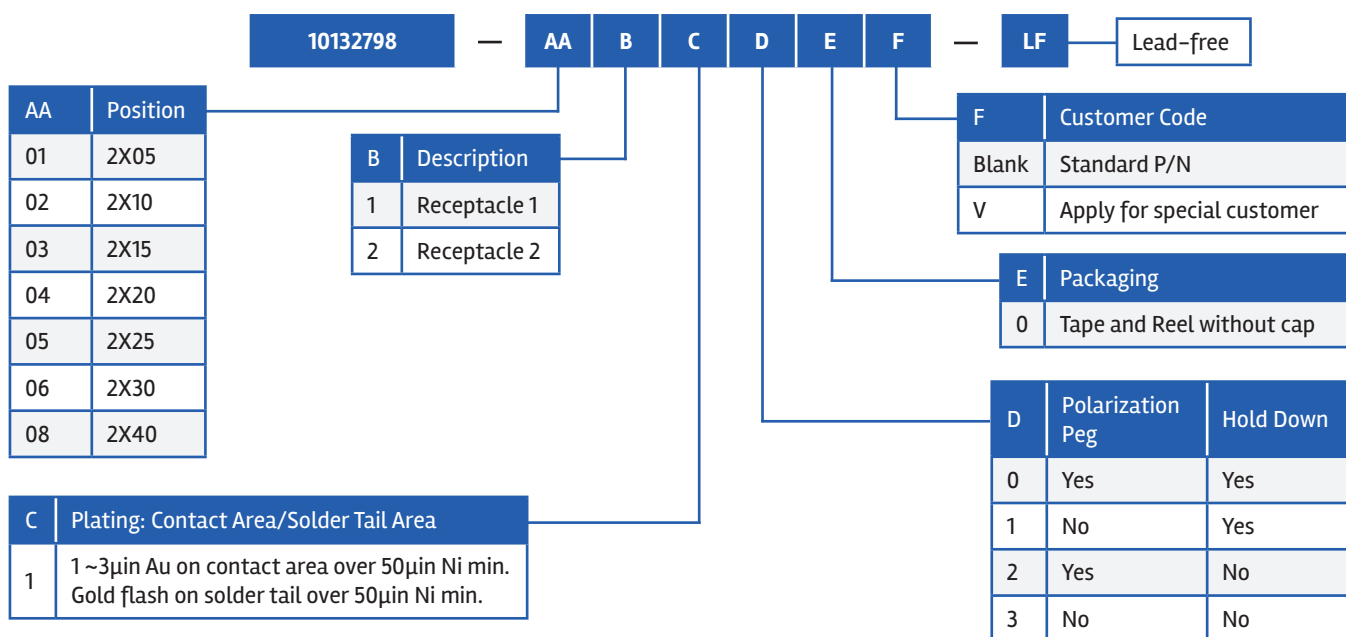 10132798 — AA B C D E F — LF Lead-free
AA Position
01 2X05
02 2X10
03 2X15
04 2X20
05 2X25
06 2X30
08 2X40
B Description
1 Receptacle 1
2 Receptacle 2
F Customer Code
Blank Standard P/N
V Apply for special customer
E Packaging
0 Tape and Reel without cap
D Polarization Peg Hold Down
0 Yes Yes
1 No Yes
2 Yes No
3 No No
C Plating: Contact Area/Solder Tail Area
1 1~3µin Au on contact area over 50µin Ni min.
Gold flash on solder tail over 50µin Ni min.